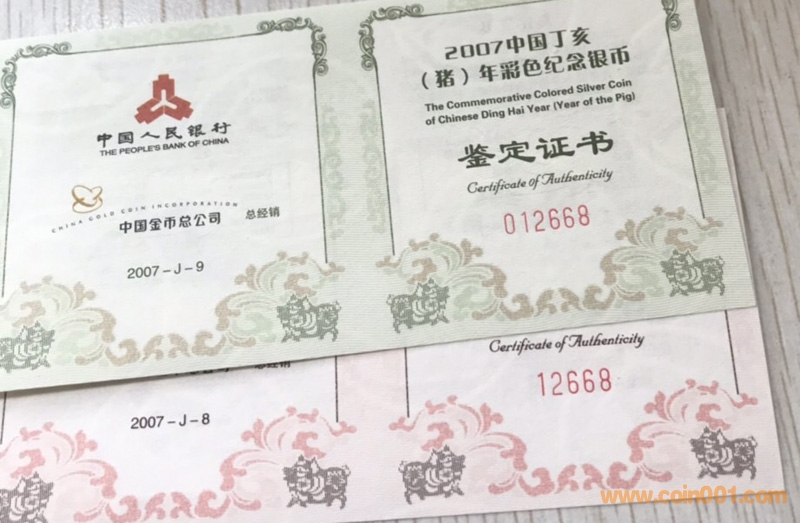 中国人民银行
THE PEOPLE'S BANK OF CHINA
CHINA GOLD COIN INCORPORATION
中国金币总公司 总经销
2007-J-9
2007中国丁亥
（猪）年彩色纪念银币
The Commemorative Colored Silver Coin
of Chinese Ding Hai Year (Year of the Pig)
鉴定证书
Certificate of Authenticity
012668
总经销
2007-J-8
Certificate of Authenticity
12668
www.coin001.com